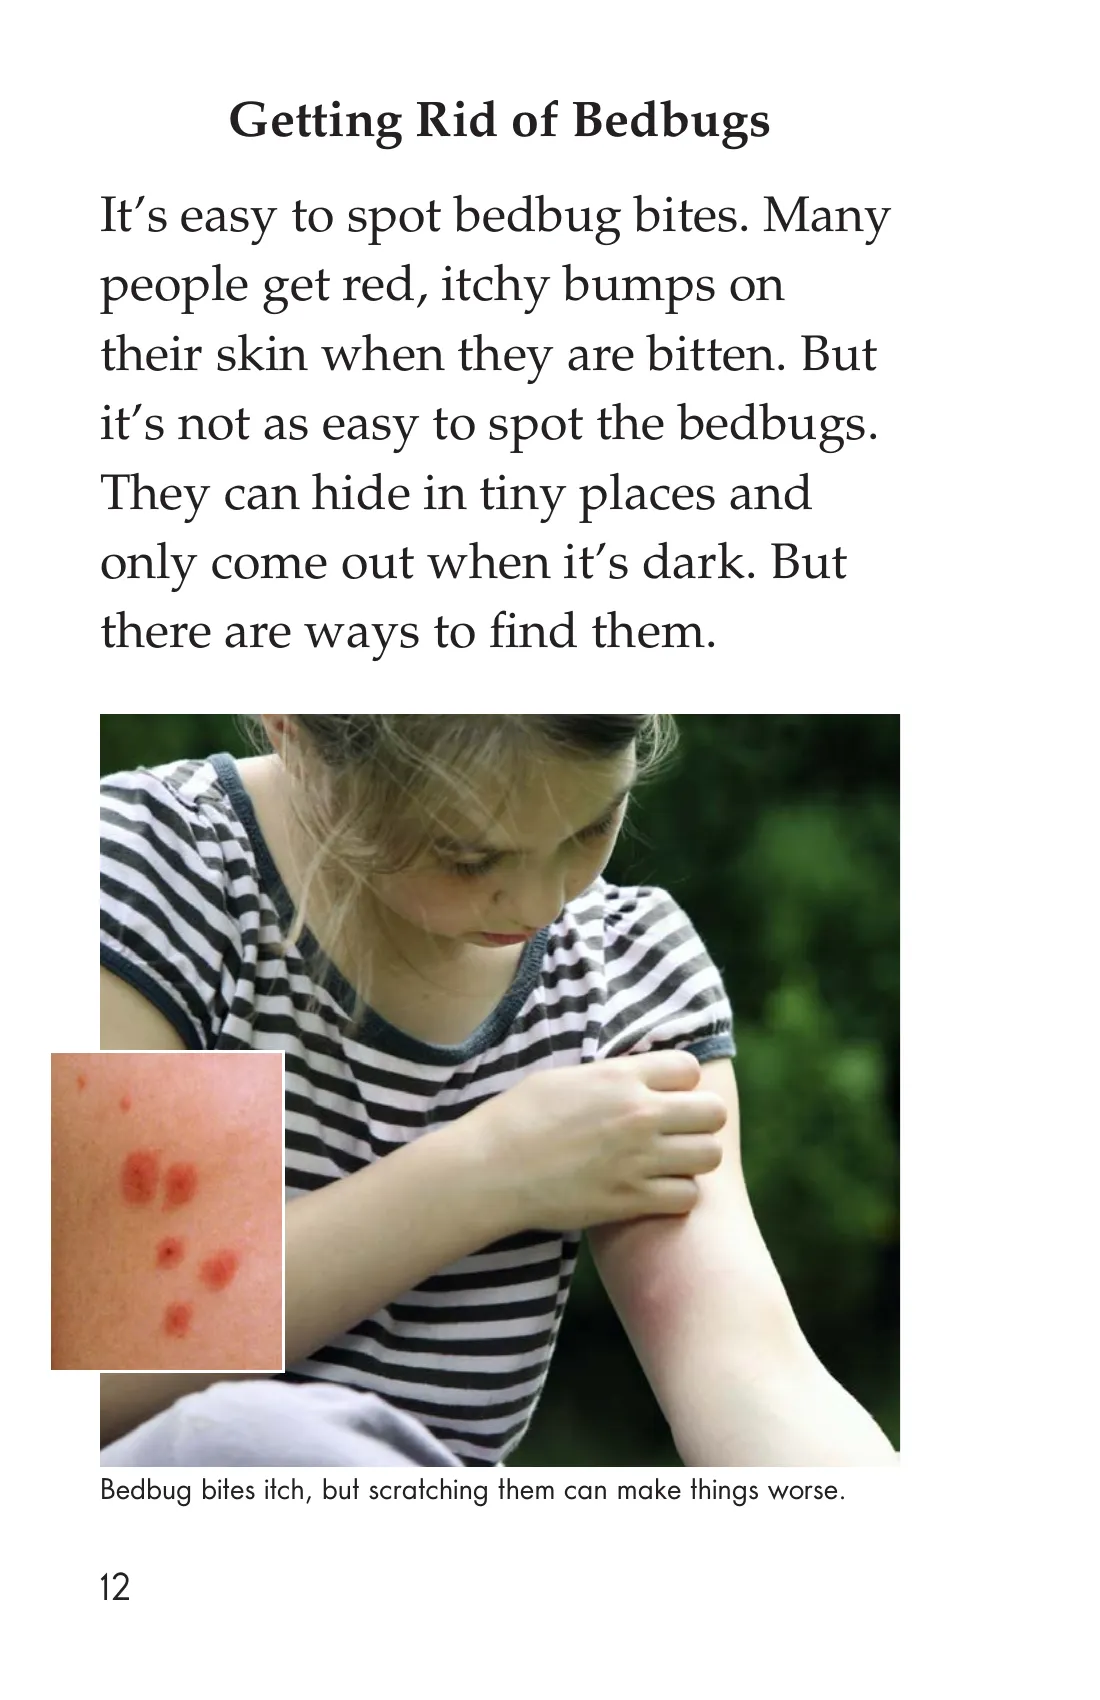 Getting Rid of Bedbugs
It’s easy to spot bedbug bites. Many
people get red, itchy bumps on
their skin when they are bitten. But
it’s not as easy to spot the bedbugs.
They can hide in tiny places and
only come out when it’s dark. But
there are ways to find them.
Bedbug bites itch, but scratching them can make things worse.
12